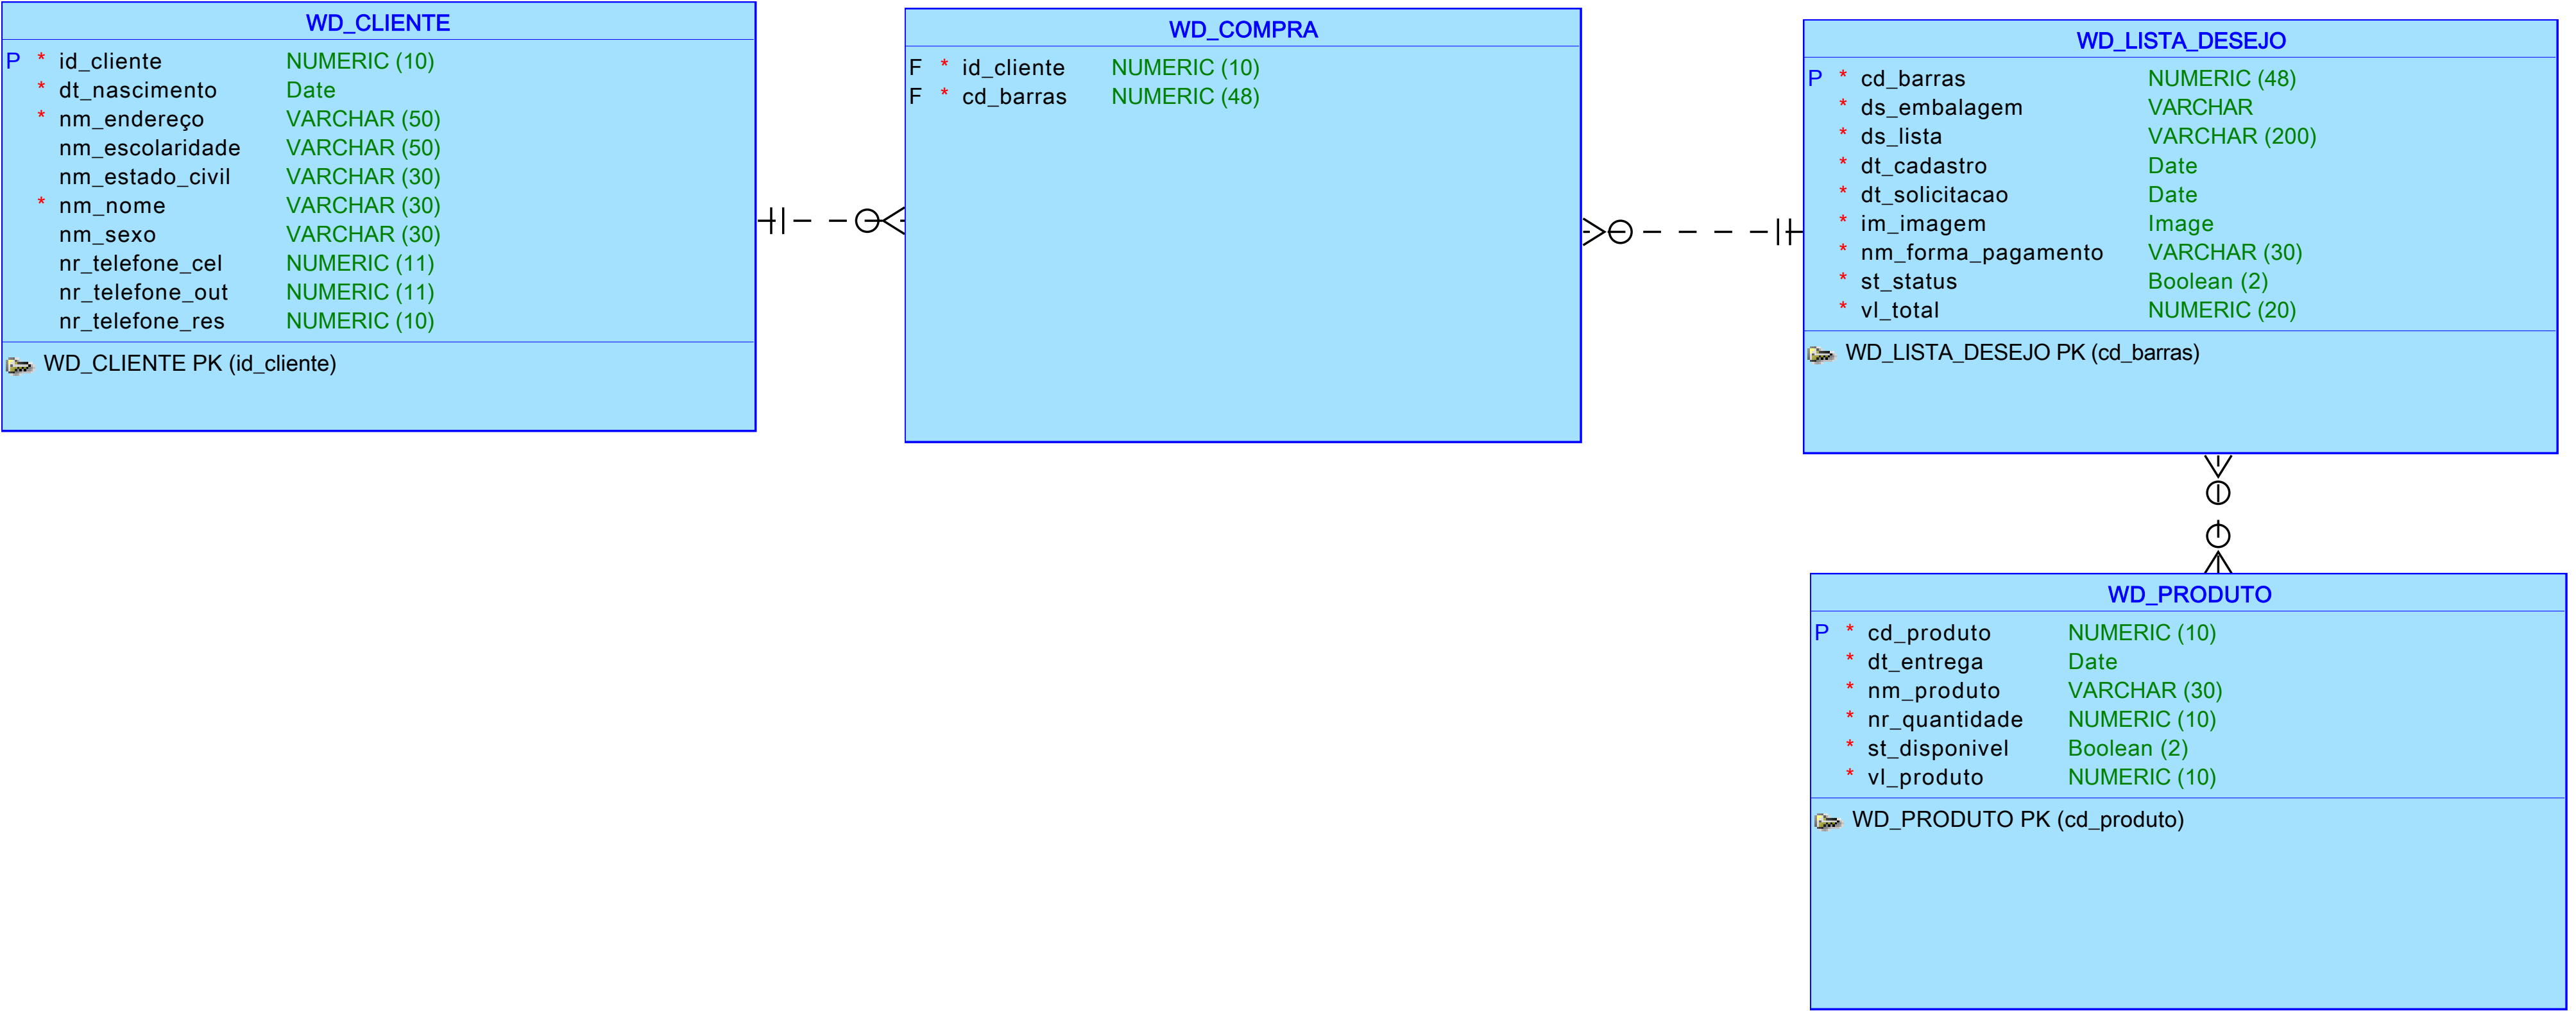 WD_CLIENTE
P * id_cliente NUMERIC (10)
* dt_nascimento Date
* nm_endereço VARCHAR (50)
nm_escolaridade VARCHAR (50)
nm_estado_civil VARCHAR (30)
* nm_nome VARCHAR (30)
nm_sexo VARCHAR (30)
nr_telefone_cel NUMERIC (11)
nr_telefone_out NUMERIC (11)
nr_telefone_res NUMERIC (10)
WD_CLIENTE PK (id_cliente)
WD_COMPRA
F * id_cliente NUMERIC (10)
F * cd_barras NUMERIC (48)
WD_LISTA_DESEJO
P * cd_barras NUMERIC (48)
* ds_embalagem VARCHAR
* ds_lista VARCHAR (200)
* dt_cadastro Date
* dt_solicitacao Date
* im_imagem Image
* nm_forma_pagamento VARCHAR (30)
* st_status Boolean (2)
* vl_total NUMERIC (20)
WD_LISTA_DESEJO PK (cd_barras)
WD_PRODUTO
P * cd_produto NUMERIC (10)
* dt_entrega Date
* nm_produto VARCHAR (30)
* nr_quantidade NUMERIC (10)
* st_disponivel Boolean (2)
* vl_produto NUMERIC (10)
WD_PRODUTO PK (cd_produto)